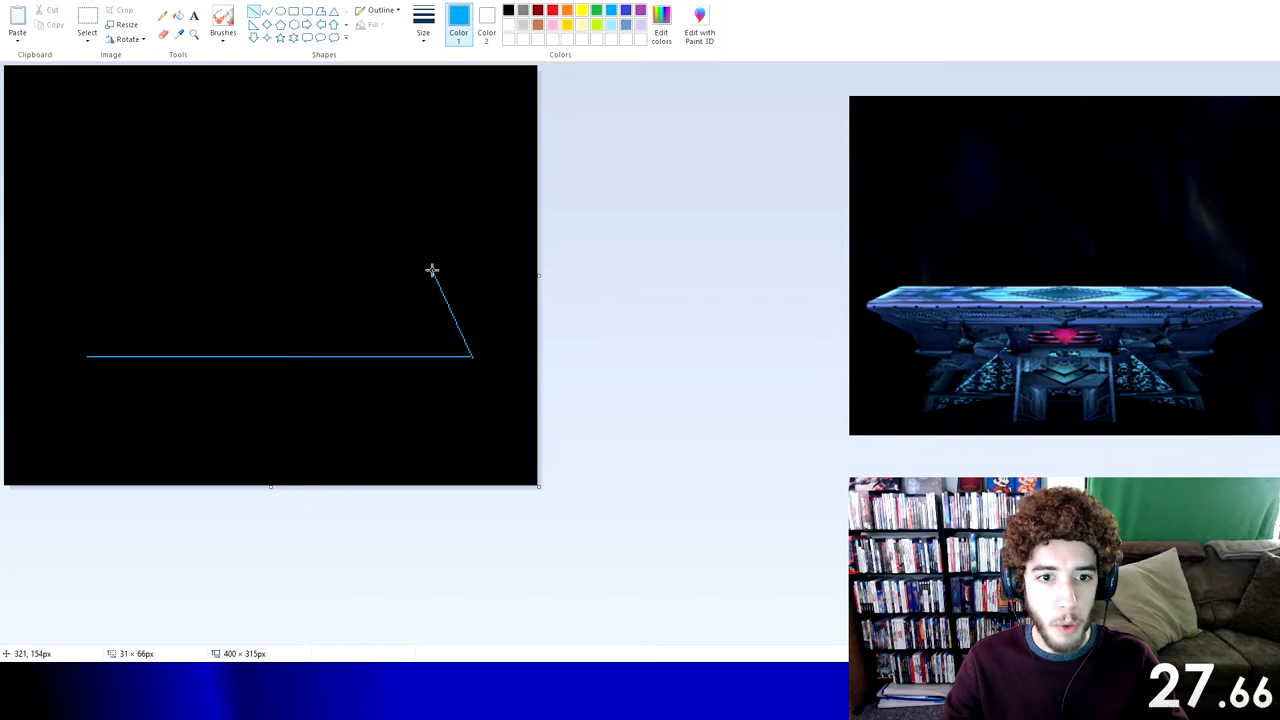 Paste
Cut
Copy
Clipboard
Select
Crop
Resize
Rotate
Image
Tools
Brushes
Shapes
Outline
Fill
Size
Color 1
Color 2
Colors
Edit colors
Edit with Paint 3D
321, 154px
31 × 66px
400 × 315px
27.66